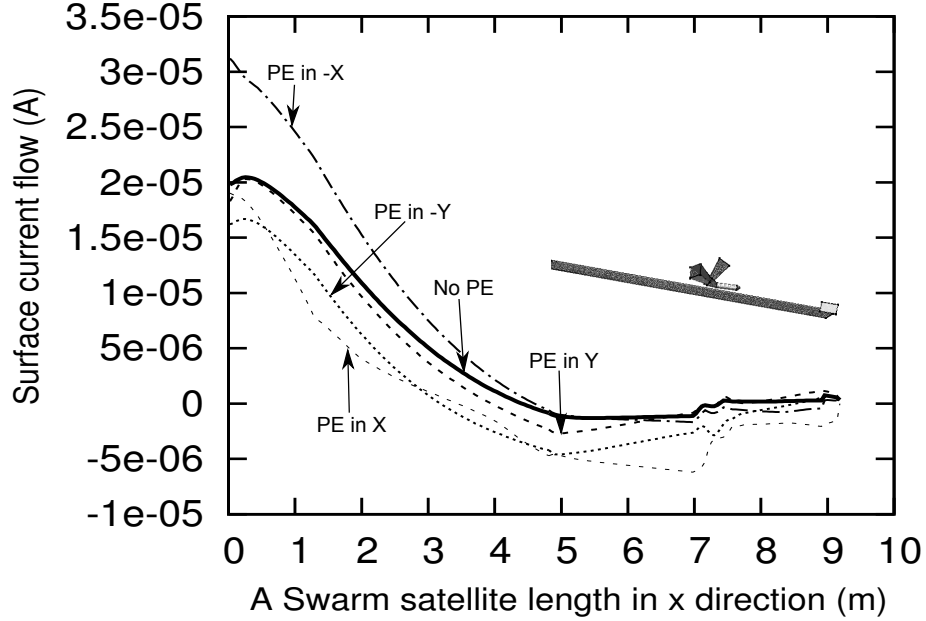 3.5e-05
3e-05
2.5e-05
2e-05
1.5e-05
1e-05
5e-06
0
-5e-06
-1e-05
Surface current flow (A)
PE in -X
PE in -Y
No PE
PE in Y
PE in X
0 1 2 3 4 5 6 7 8 9 10
A Swarm satellite length in x direction (m)